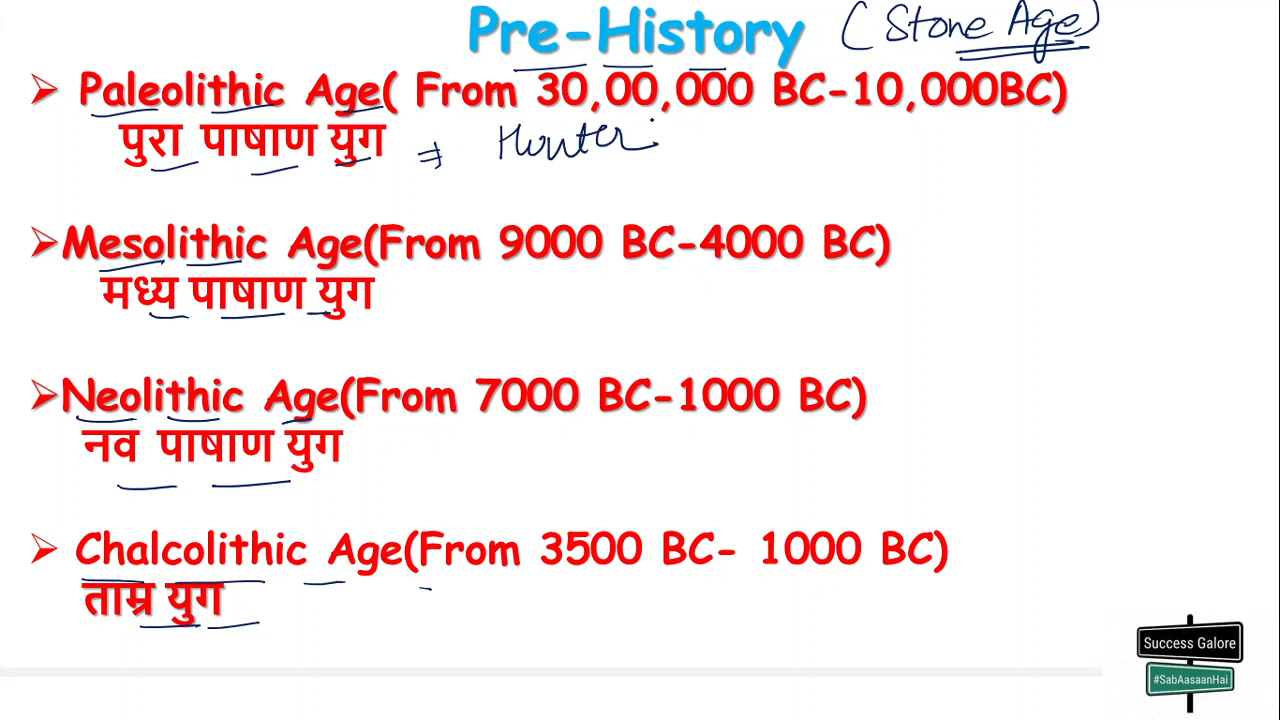 Pre-History (Stone Age)
➢ Paleolithic Age( From 30,00,000 BC-10,000BC)
पुरा पाषाण युग ⇒ Hunter
➢Mesolithic Age(From 9000 BC-4000 BC)
मध्य पाषाण युग
➢Neolithic Age(From 7000 BC-1000 BC)
नव पाषाण युग
➢ Chalcolithic Age(From 3500 BC- 1000 BC)
ताम्र युग
Success Galore
#SabAasaanHai